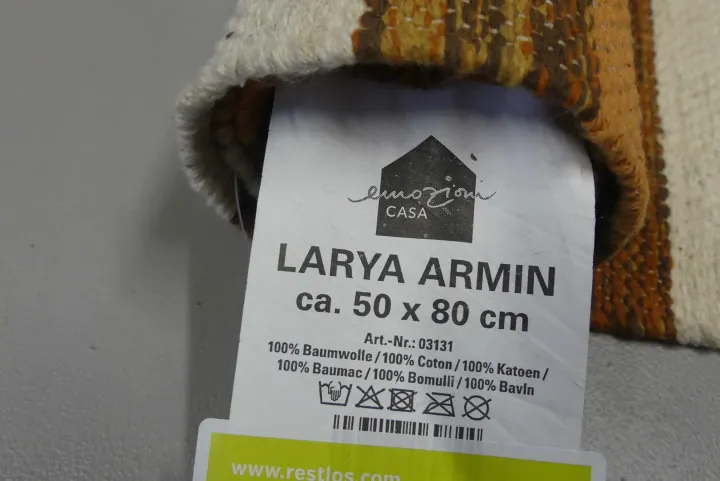 emozioni
CASA
LARYA ARMIN
ca. 50 x 80 cm
Art.-Nr.: 03131
100% Baumwolle / 100% Coton / 100% Katoen /
100% Baumac / 100% Bomulli / 100% Bavln
www.restlos.com